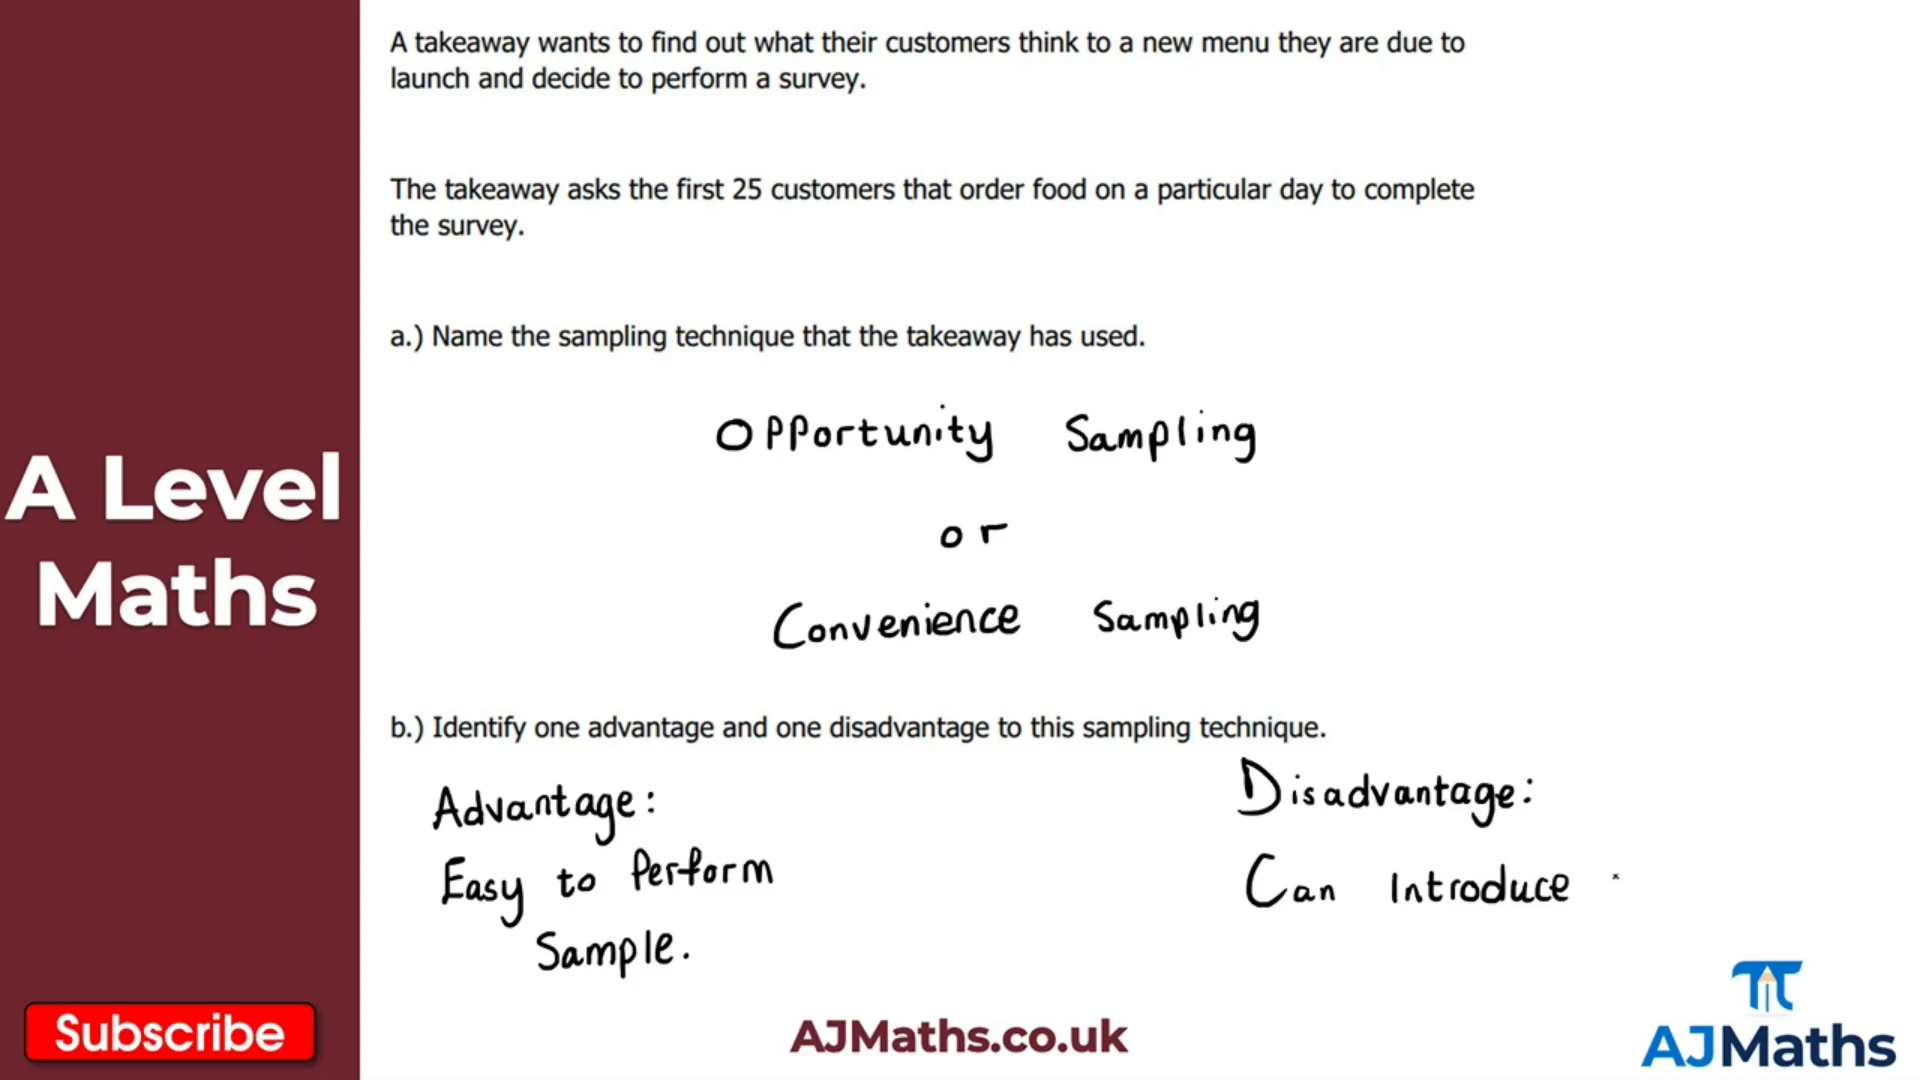 A takeaway wants to find out what their customers think to a new menu they are due to
launch and decide to perform a survey.
The takeaway asks the first 25 customers that order food on a particular day to complete
the survey.
a.) Name the sampling technique that the takeaway has used.
Opportunity Sampling
or
Convenience Sampling
b.) Identify one advantage and one disadvantage to this sampling technique.
Advantage:
Easy to Perform
Sample.
Disadvantage:
Can Introduce
A Level
Maths
Subscribe
AJMaths.co.uk
AJMaths